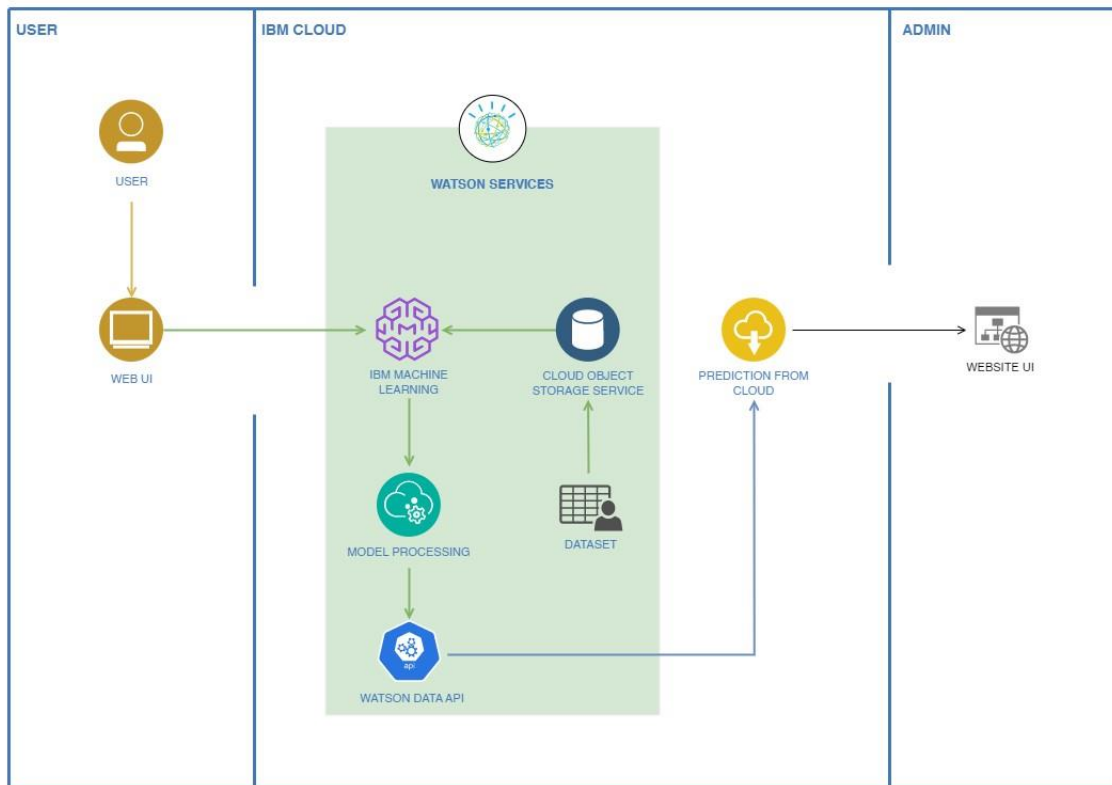 USER
IBM CLOUD
ADMIN
WATSON SERVICES
USER
WEB UI
IBM MACHINE
LEARNING
CLOUD OBJECT
STORAGE SERVICE
PREDICTION FROM
CLOUD
WEBSITE UI
MODEL PROCESSING
DATASET
api
WATSON DATA API